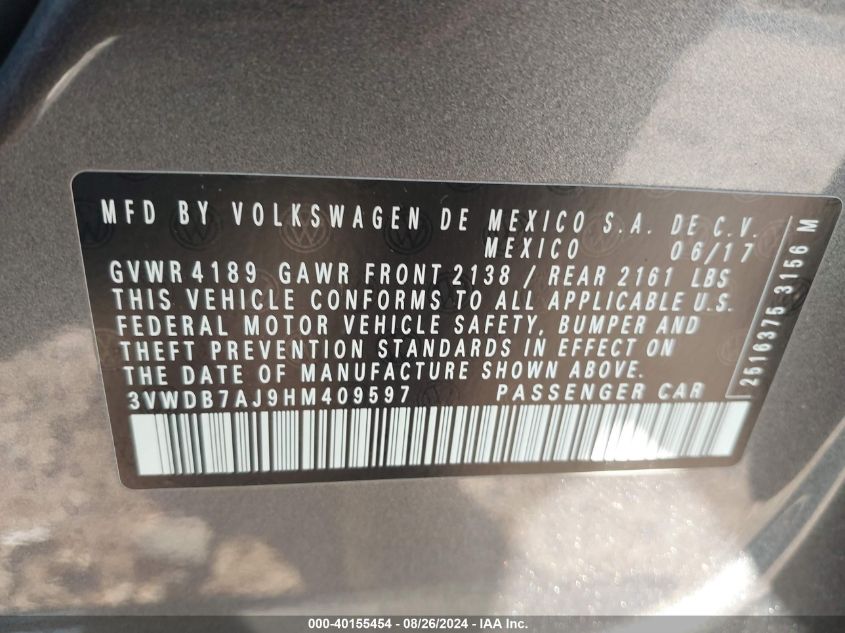 MFD BY VOLKSWAGEN DE MEXICO S.A. DE C.V.
MEXICO 06/17
GVWR 4189 GAWR FRONT 2138 / REAR 2161 LBS
THIS VEHICLE CONFORMS TO ALL APPLICABLE U.S.
FEDERAL MOTOR VEHICLE SAFETY, BUMPER AND
THEFT PREVENTION STANDARDS IN EFFECT ON
THE DATE OF MANUFACTURE SHOWN ABOVE.
3VWDB7AJ9HM409597 PASSENGER CAR
2516375 3156 M
000-40155454 - 08/26/2024 - IAA Inc.